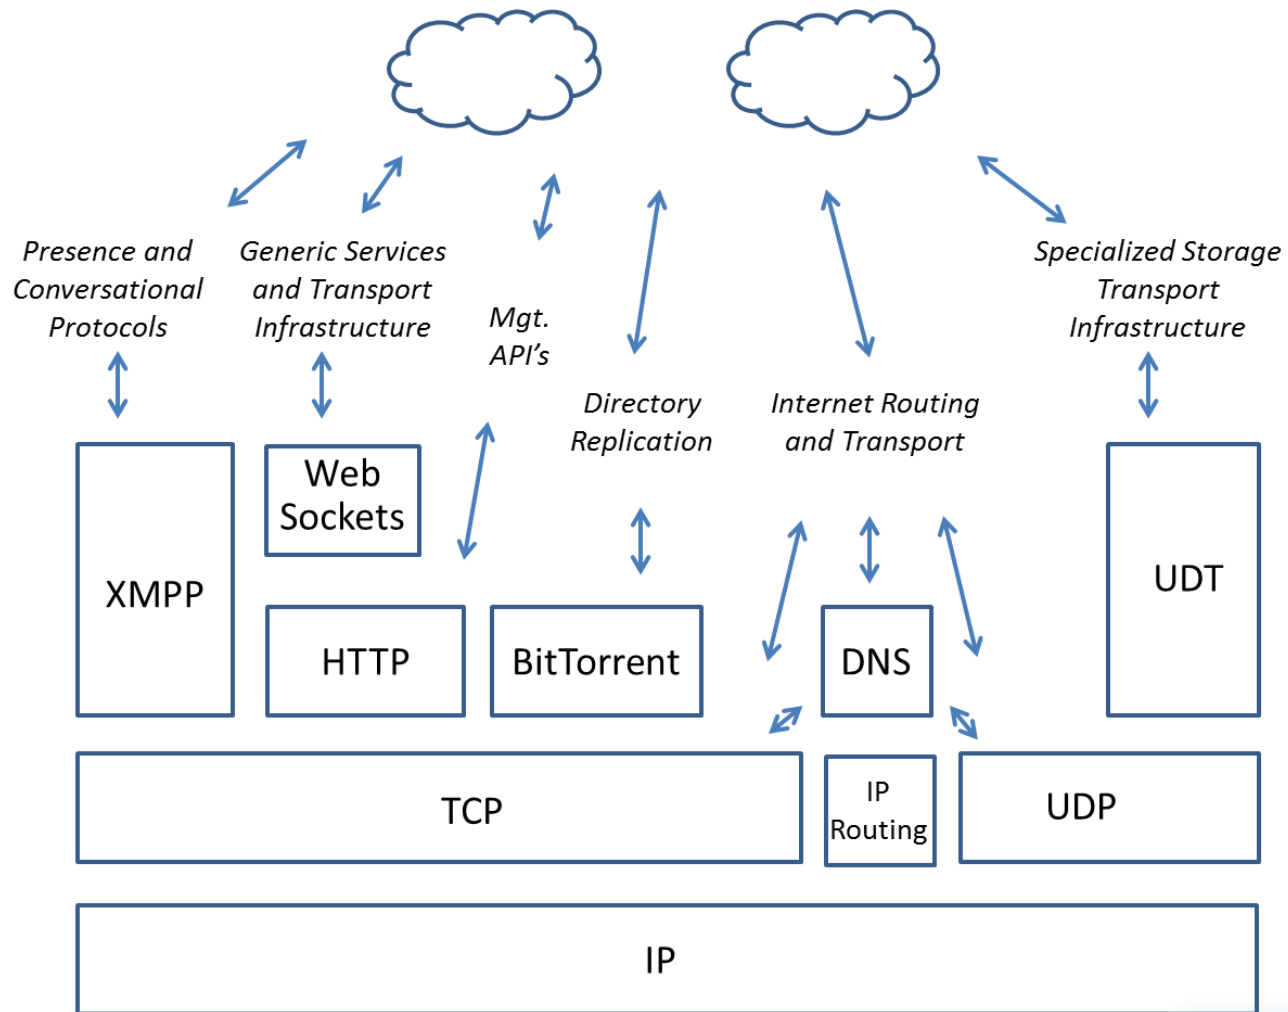 Presence and
Conversational
Protocols
Generic Services
and Transport
Infrastructure
Mgt.
API's
Directory
Replication
Internet Routing
and Transport
Specialized Storage
Transport
Infrastructure
XMPP
Web
Sockets
HTTP
BitTorrent
DNS
UDT
TCP
IP
Routing
UDP
IP